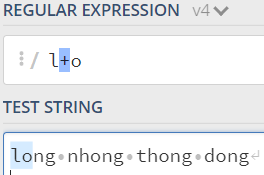 REGULAR EXPRESSION v4
/ l+o
TEST STRING
long·nhong·thong·dong↵